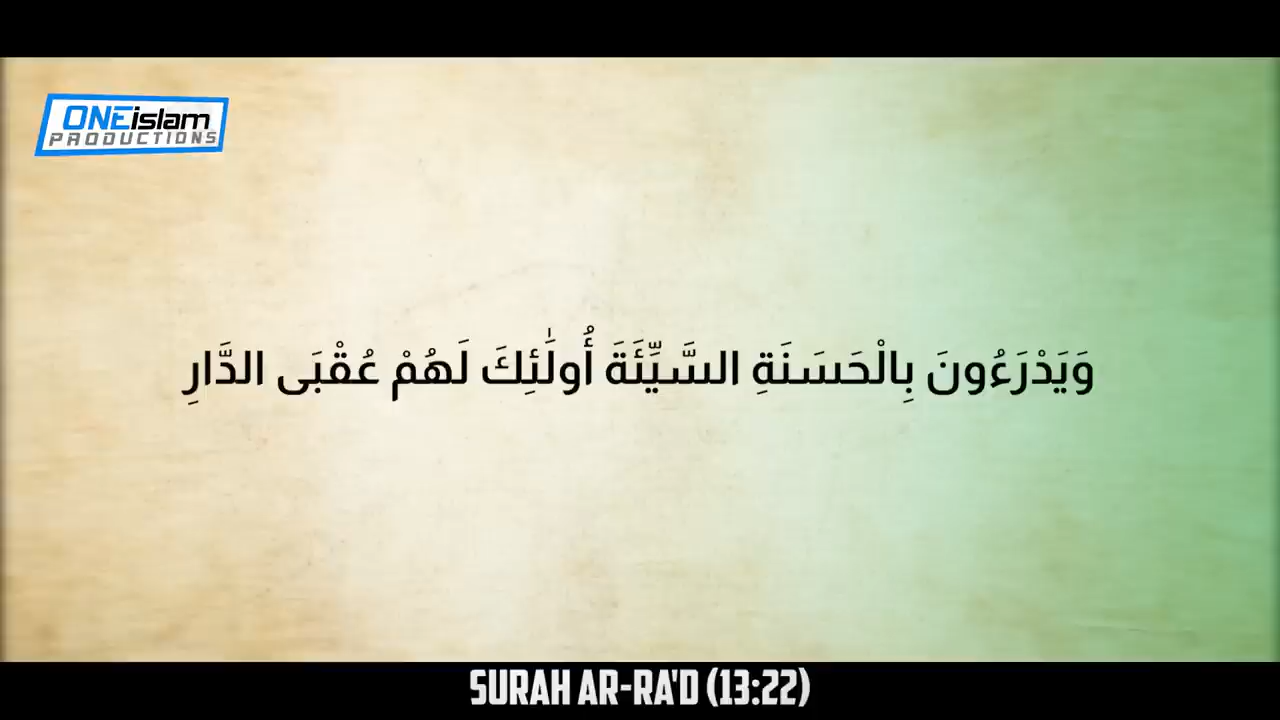 ONEislam
PRODUCTIONS
وَيَدْرَءُونَ بِالْحَسَنَةِ السَّيِّئَةَ أُولَٰئِكَ لَهُمْ عُقْبَى الدَّارِ
SURAH AR-RA'D (13:22)